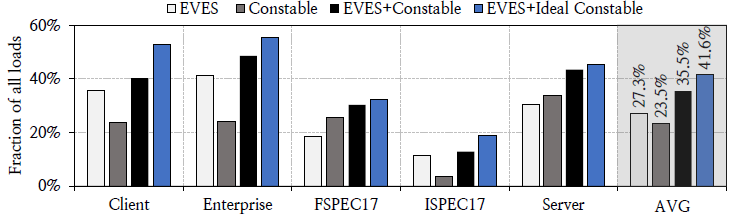 EVES Constable EVES+Constable EVES+Ideal Constable
Fraction of all loads
60%
40%
20%
0%
27.3%
23.5%
35.5%
41.6%
Client Enterprise FSPEC17 ISPEC17 Server AVG